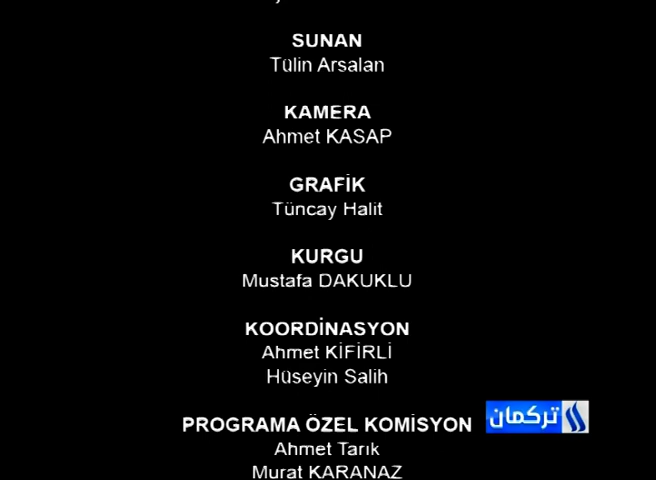 SUNAN
Tülin Arsalan
KAMERA
Ahmet KASAP
GRAFİK
Tüncay Halit
KURGU
Mustafa DAKUKLU
KOORDİNASYON
Ahmet KİFİRLİ
Hüseyin Salih
PROGRAMA ÖZEL KOMİSYON
تركمان
Ahmet Tarık
Murat KARANAZ